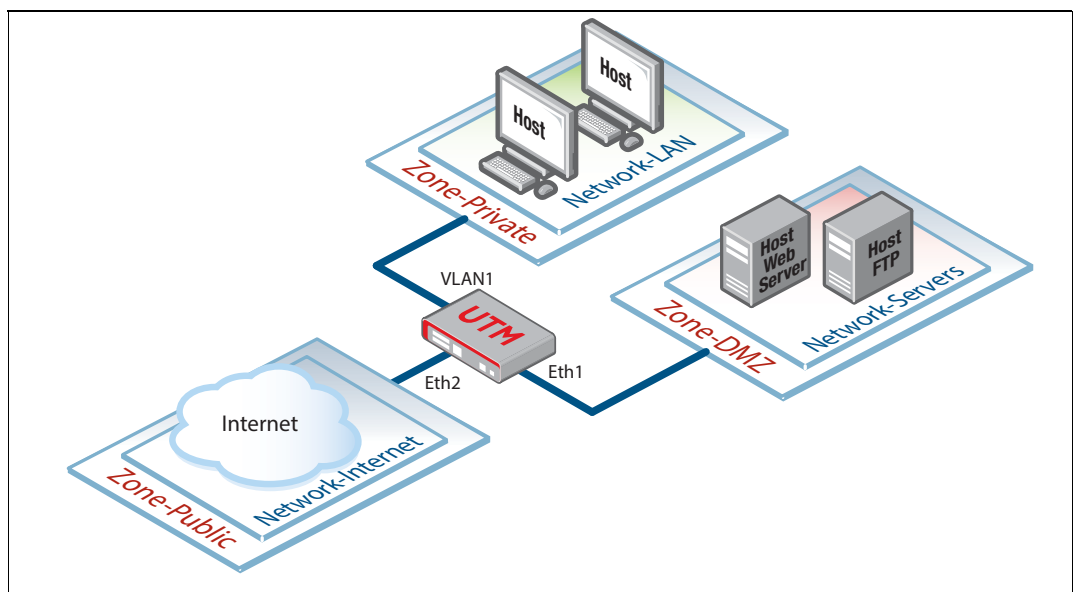 Host
Host
Network-LAN
Zone-Private
Host
Web
Server
Host
FTP
Network-Servers
Zone-DMZ
VLAN1
UTM
Eth2
Eth1
Internet
Network-Internet
Zone-Public